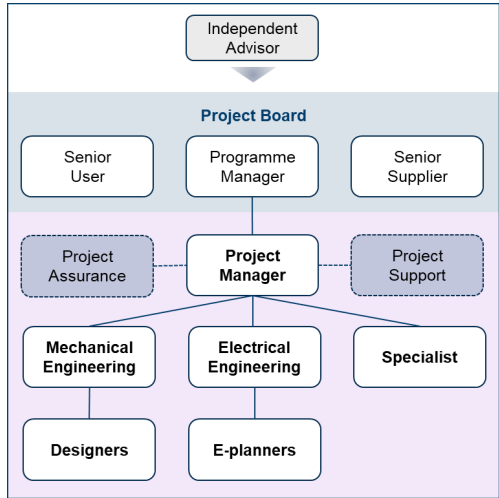 Independent
Advisor
Project Board
Senior
User
Programme
Manager
Senior
Supplier
Project
Assurance
Project
Manager
Project
Support
Mechanical
Engineering
Electrical
Engineering
Specialist
Designers
E-planners